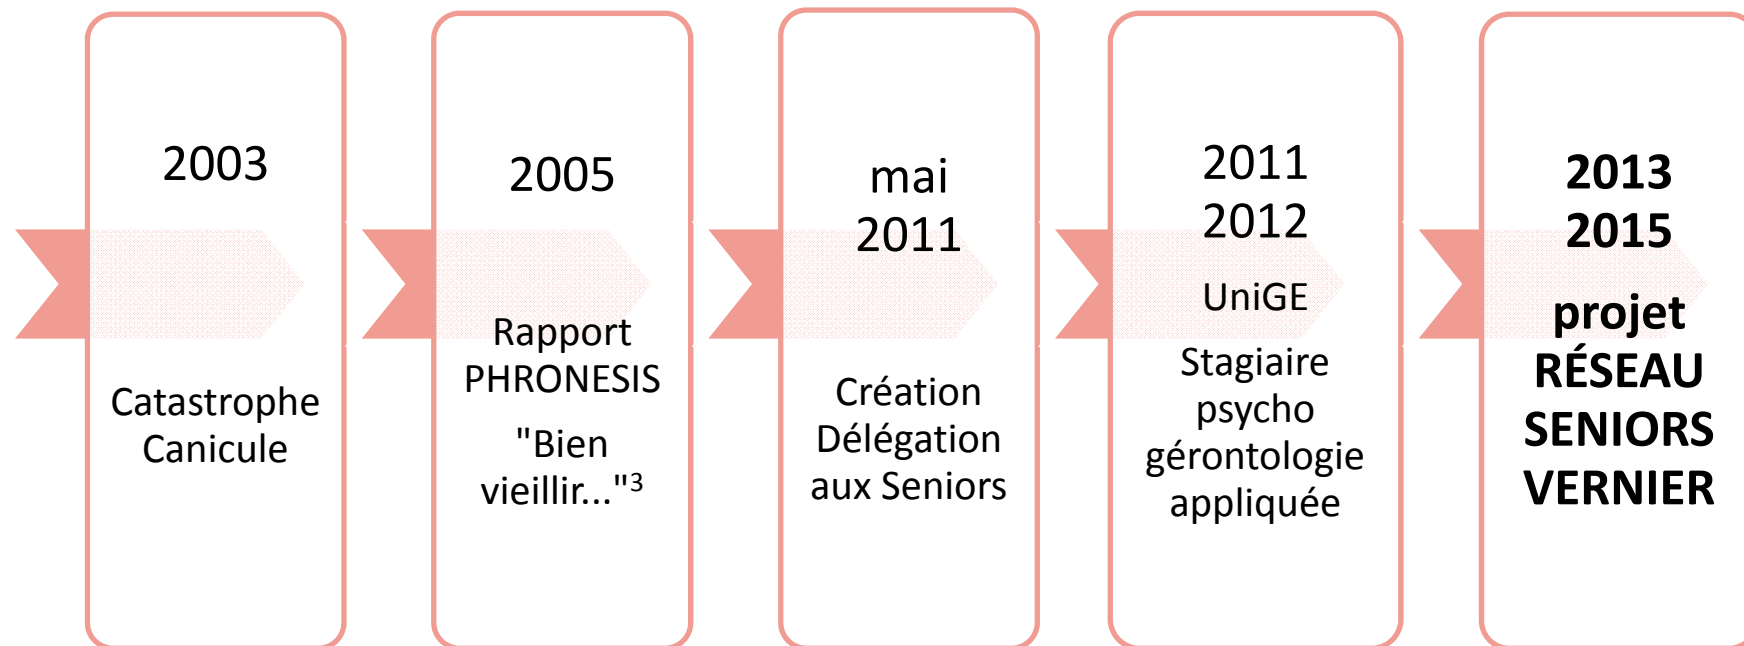 2003
Catastrophe
Canicule
2005
Rapport
PHRONESIS
"Bien
vieillir..."³
mai
2011
Création
Délégation
aux Seniors
2011
2012
UniGE
Stagiaire
psycho
gérontologie
appliquée
2013
2015
projet
RÉSEAU
SENIORS
VERNIER